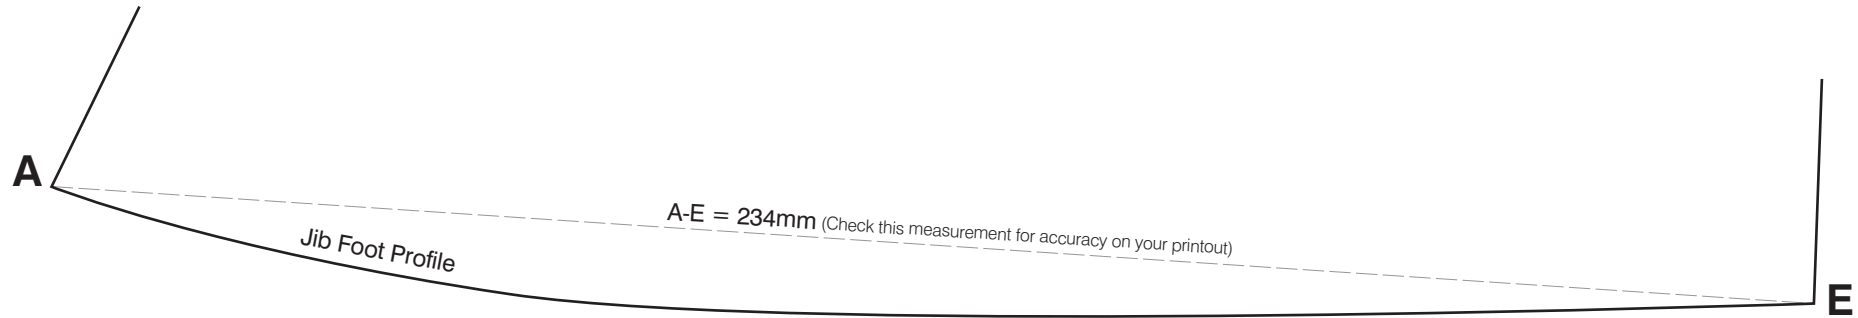 A
A-E = 234mm (Check this measurement for accuracy on your printout)
Jib Foot Profile
E